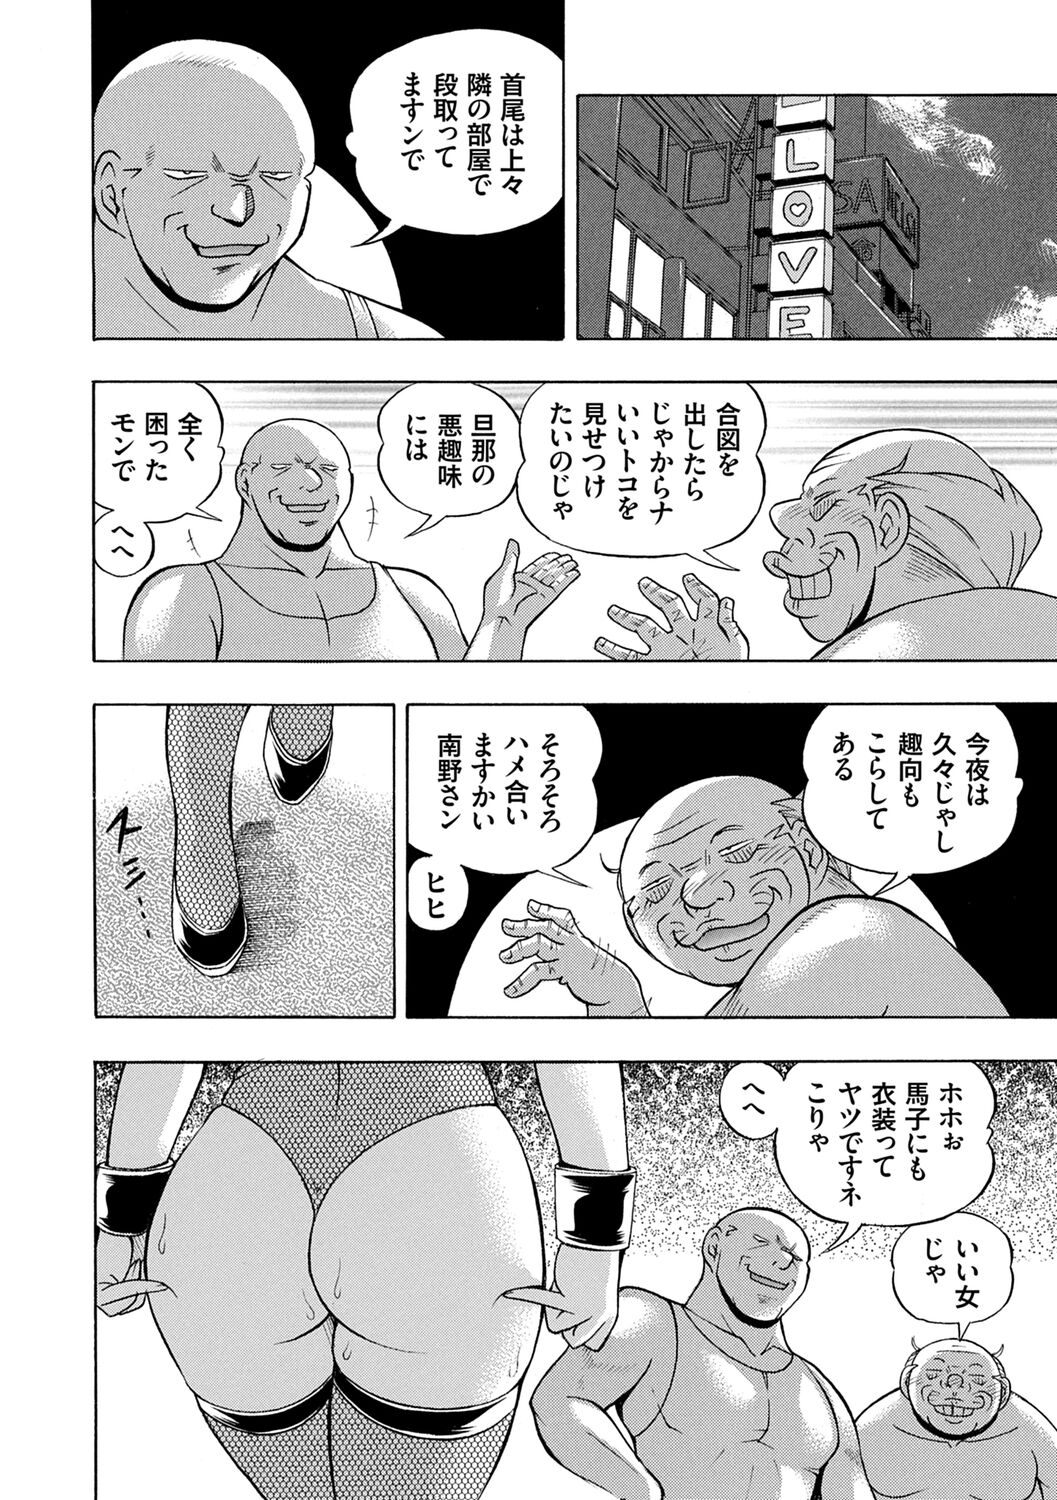 LOVE
SA
首尾は上々
隣の部屋で
段取って
ますンで
合図を
出したら
じゃからナ
いいトコを
見せつけ
たいのじゃ
旦那の
悪趣味
には
全く
困った
モンで
へへ
今夜は
久々じゃし
趣向も
こらして
ある
そろそろ
ハメ合い
ますかい
南野さン
ヒヒ
スミ…
ホホぉ
馬子にも
衣装って
ヤツですネ
こりゃ
へへ
いい女
じゃ